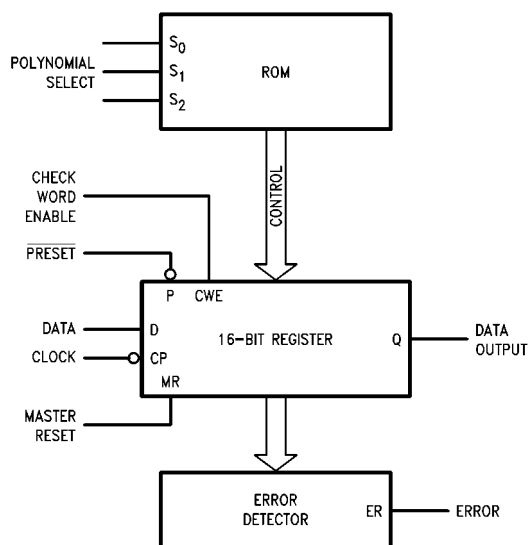 S0
POLYNOMIAL
SELECT
S1
S2
ROM
CONTROL
CHECK
WORD
ENABLE
PRESET
P
CWE
DATA
D
16-BIT REGISTER
Q
DATA
OUTPUT
CLOCK
CP
MR
MASTER
RESET
ERROR
DETECTOR
ER
ERROR